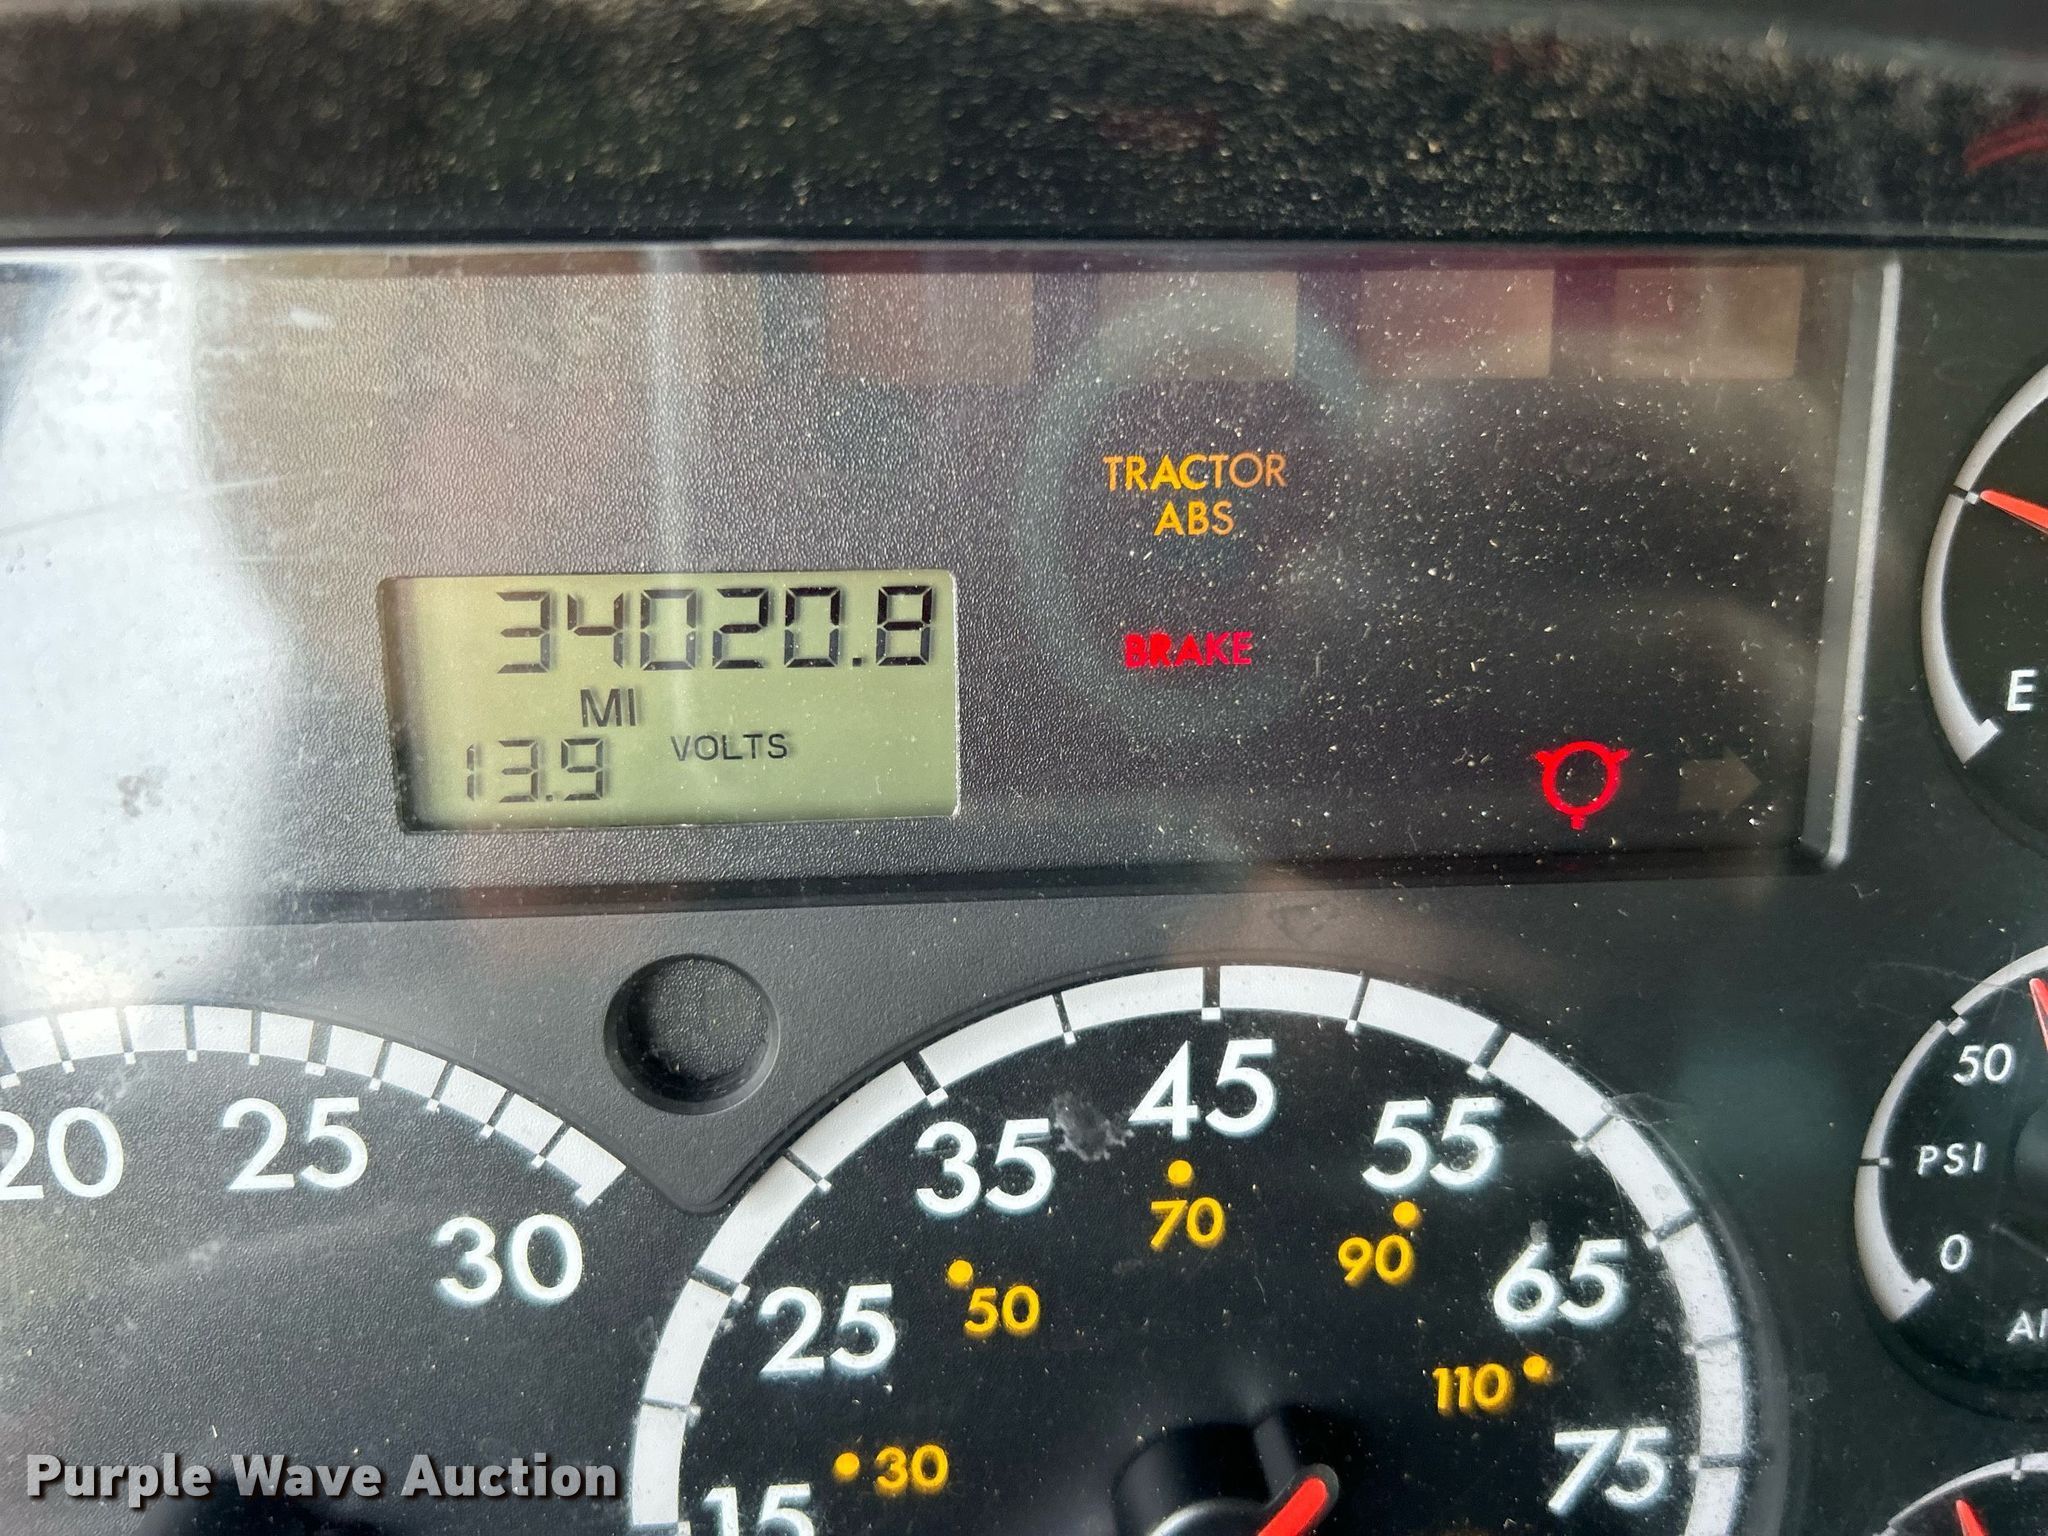 TRACTOR
ABS
34020.8
MI
BRAKE
13.9 VOLTS
E
20 25 30
15 25 35 45 55 65 75
30 50 70 90 110
50
PSI
0
Purple Wave Auction